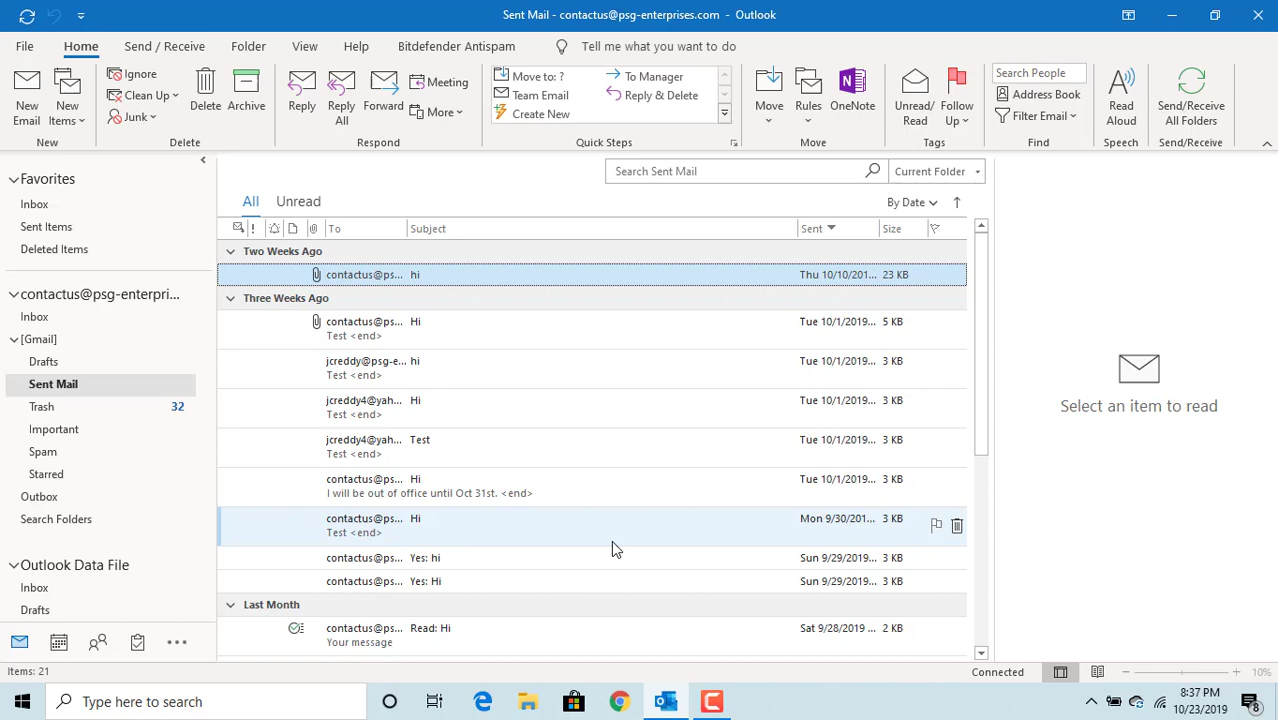 Sent Mail - contactus@psg-enterprises.com - Outlook
File Home Send / Receive Folder View Help Bitdefender Antispam Tell me what you want to do
New Email
New Items
Ignore
Clean Up
Junk
Delete
Archive
Reply
Reply All
Forward
Meeting
More
Move to: ?
Team Email
Create New
To Manager
Reply & Delete
Move
Rules
OneNote
Unread/ Read
Follow Up
Search People
Address Book
Filter Email
Read Aloud
Send/Receive All Folders
New Delete Respond Quick Steps Move Tags Find Speech Send/Receive
Favorites
Inbox
Sent Items
Deleted Items
contactus@psg-enterpri...
Inbox
[Gmail]
Drafts
Sent Mail
Trash 32
Important
Spam
Starred
Outbox
Search Folders
Outlook Data File
Inbox
Drafts
Search Sent Mail Current Folder
All Unread By Date
! To Subject Sent Size
Two Weeks Ago
contactus@ps... hi Thu 10/10/201... 23 KB
Three Weeks Ago
contactus@ps... Hi Tue 10/1/2019... 5 KB
Test <end>
jcreddy@psg-e... hi Tue 10/1/2019... 3 KB
Test <end>
jcreddy4@yah... Hi Tue 10/1/2019... 3 KB
Test <end>
jcreddy4@yah... Test Tue 10/1/2019... 3 KB
Test <end>
contactus@ps... Hi Tue 10/1/2019... 3 KB
I will be out of office until Oct 31st. <end>
contactus@ps... Hi Mon 9/30/201... 3 KB
Test <end>
contactus@ps... Yes: hi Sun 9/29/2019... 3 KB
contactus@ps... Yes: Hi Sun 9/29/2019... 3 KB
Last Month
contactus@ps... Read: Hi Sat 9/28/2019 ... 2 KB
Your message
Select an item to read
Items: 21 Connected 10%
Type here to search
8:37 PM
10/23/2019
8